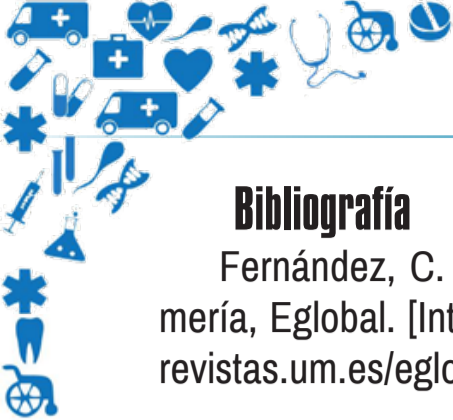 Bibliografía
Fernández, C.
mería, Eglobal. [Int
revistas.um.es/eglo